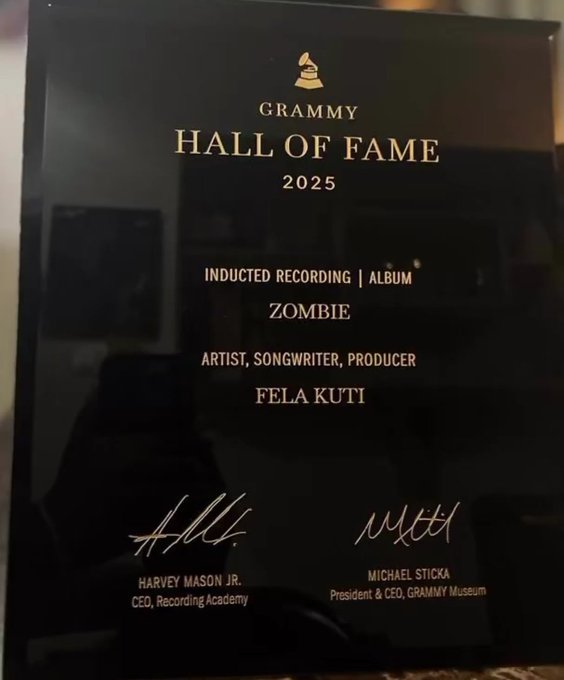 GRAMMY
HALL OF FAME
2025
INDUCTED RECORDING | ALBUM
ZOMBIE
ARTIST, SONGWRITER, PRODUCER
FELA KUTI
HARVEY MASON JR.
CEO, Recording Academy
MICHAEL STICKA
President & CEO, GRAMMY Museum